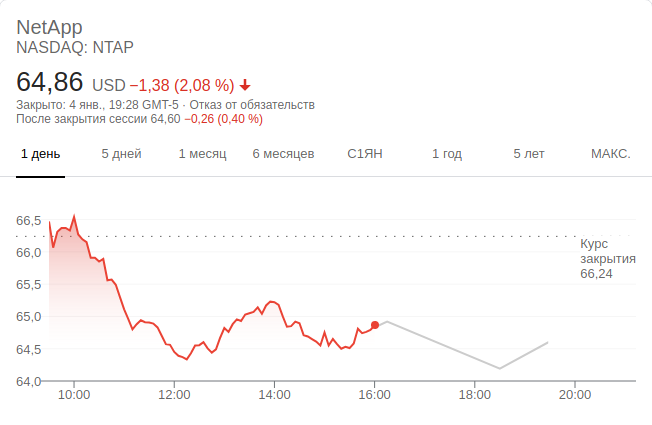 NetApp
NASDAQ: NTAP
64,86 USD −1,38 (2,08 %)
Закрыто: 4 янв., 19:28 GMT-5 · Отказ от обязательств
После закрытия сессии 64,60 −0,26 (0,40 %)
1 день 5 дней 1 месяц 6 месяцев С1ЯН 1 год 5 лет МАКС.
66,5
66,0
65,5
65,0
64,5
64,0
Курс
закрытия
66,24
10:00 12:00 14:00 16:00 18:00 20:00